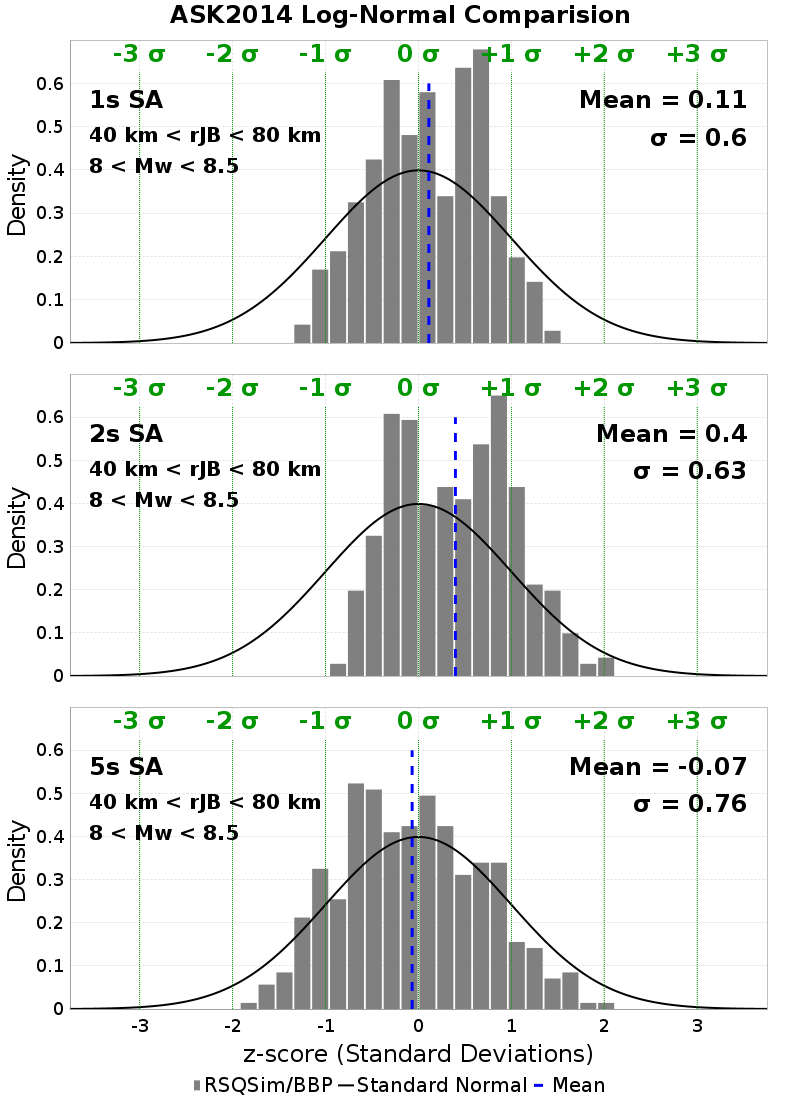 ASK2014 Log-Normal Comparision
-3 σ -2 σ -1 σ 0 σ +1 σ +2 σ +3 σ
1s SA
40 km < rJB < 80 km
8 < Mw < 8.5
Mean = 0.11
σ = 0.6
Density
0.6
0.5
0.4
0.3
0.2
0.1
0
-3 σ -2 σ -1 σ 0 σ +1 σ +2 σ +3 σ
2s SA
40 km < rJB < 80 km
8 < Mw < 8.5
Mean = 0.4
σ = 0.63
Density
0.6
0.5
0.4
0.3
0.2
0.1
0
-3 σ -2 σ -1 σ 0 σ +1 σ +2 σ +3 σ
5s SA
40 km < rJB < 80 km
8 < Mw < 8.5
Mean = -0.07
σ = 0.76
Density
0.6
0.5
0.4
0.3
0.2
0.1
0
-3 -2 -1 0 1 2 3
z-score (Standard Deviations)
RSQSim/BBP Standard Normal Mean